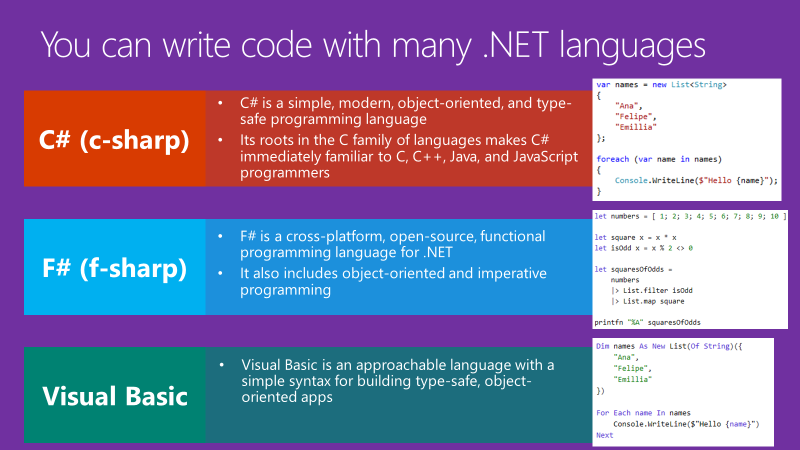 You can write code with many .NET languages
C# (c-sharp)
• C# is a simple, modern, object-oriented, and type-
safe programming language
• Its roots in the C family of languages makes C#
immediately familiar to C, C++, Java, and JavaScript
programmers
var names = new List<String>
{
"Ana",
"Felipe",
"Emillia"
};
foreach (var name in names)
{
Console.WriteLine($"Hello {name}");
}
F# (f-sharp)
• F# is a cross-platform, open-source, functional
programming language for .NET
• It also includes object-oriented and imperative
programming
let numbers = [ 1; 2; 3; 4; 5; 6; 7; 8; 9; 10 ]
let square x = x * x
let isOdd x = x % 2 <> 0
let squaresOfOdds =
numbers
|> List.filter isOdd
|> List.map square
printfn "%A" squaresOfOdds
Visual Basic
• Visual Basic is an approachable language with a
simple syntax for building type-safe, object-
oriented apps
Dim names As New List(Of String)({
"Ana",
"Felipe",
"Emillia"
})
For Each name In names
Console.WriteLine($"Hello {name}")
Next